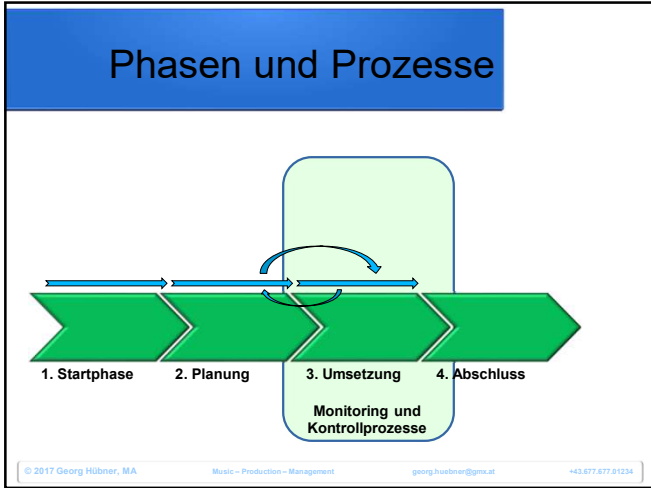 Phasen und Prozesse
1. Startphase
2. Planung
3. Umsetzung
4. Abschluss
Monitoring und
Kontrollprozesse
© 2017 Georg Hübner, MA
Music – Production – Management
georg.huebner@gmx.at
+43.677.677.01234